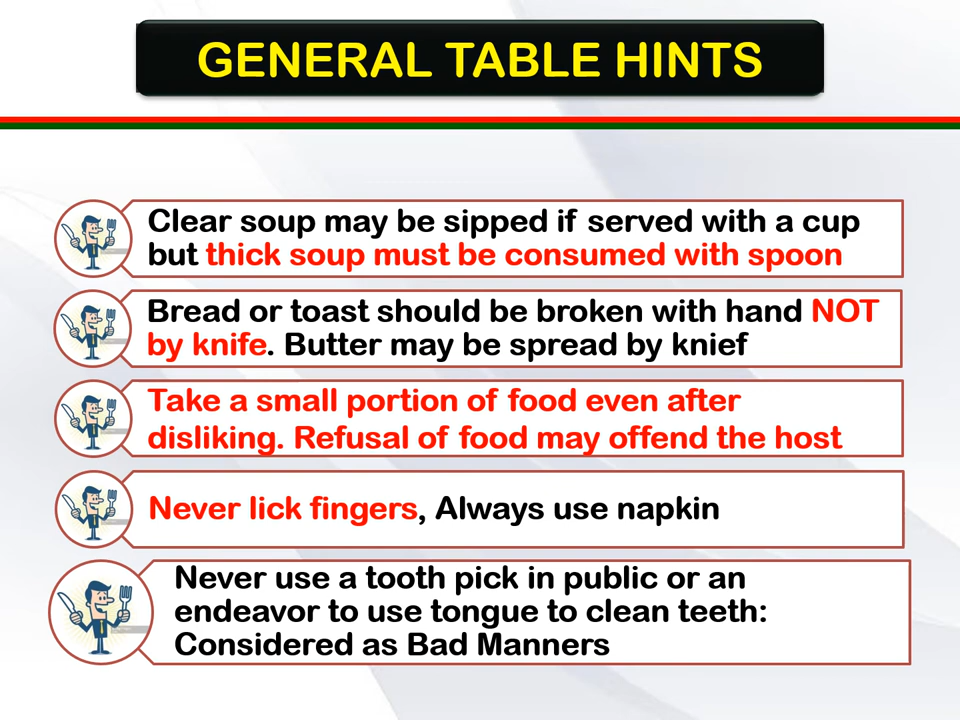 GENERAL TABLE HINTS
Clear soup may be sipped if served with a cup
but thick soup must be consumed with spoon
Bread or toast should be broken with hand NOT
by knife. Butter may be spread by knief
Take a small portion of food even after
disliking. Refusal of food may offend the host
Never lick fingers, Always use napkin
Never use a tooth pick in public or an
endeavor to use tongue to clean teeth:
Considered as Bad Manners